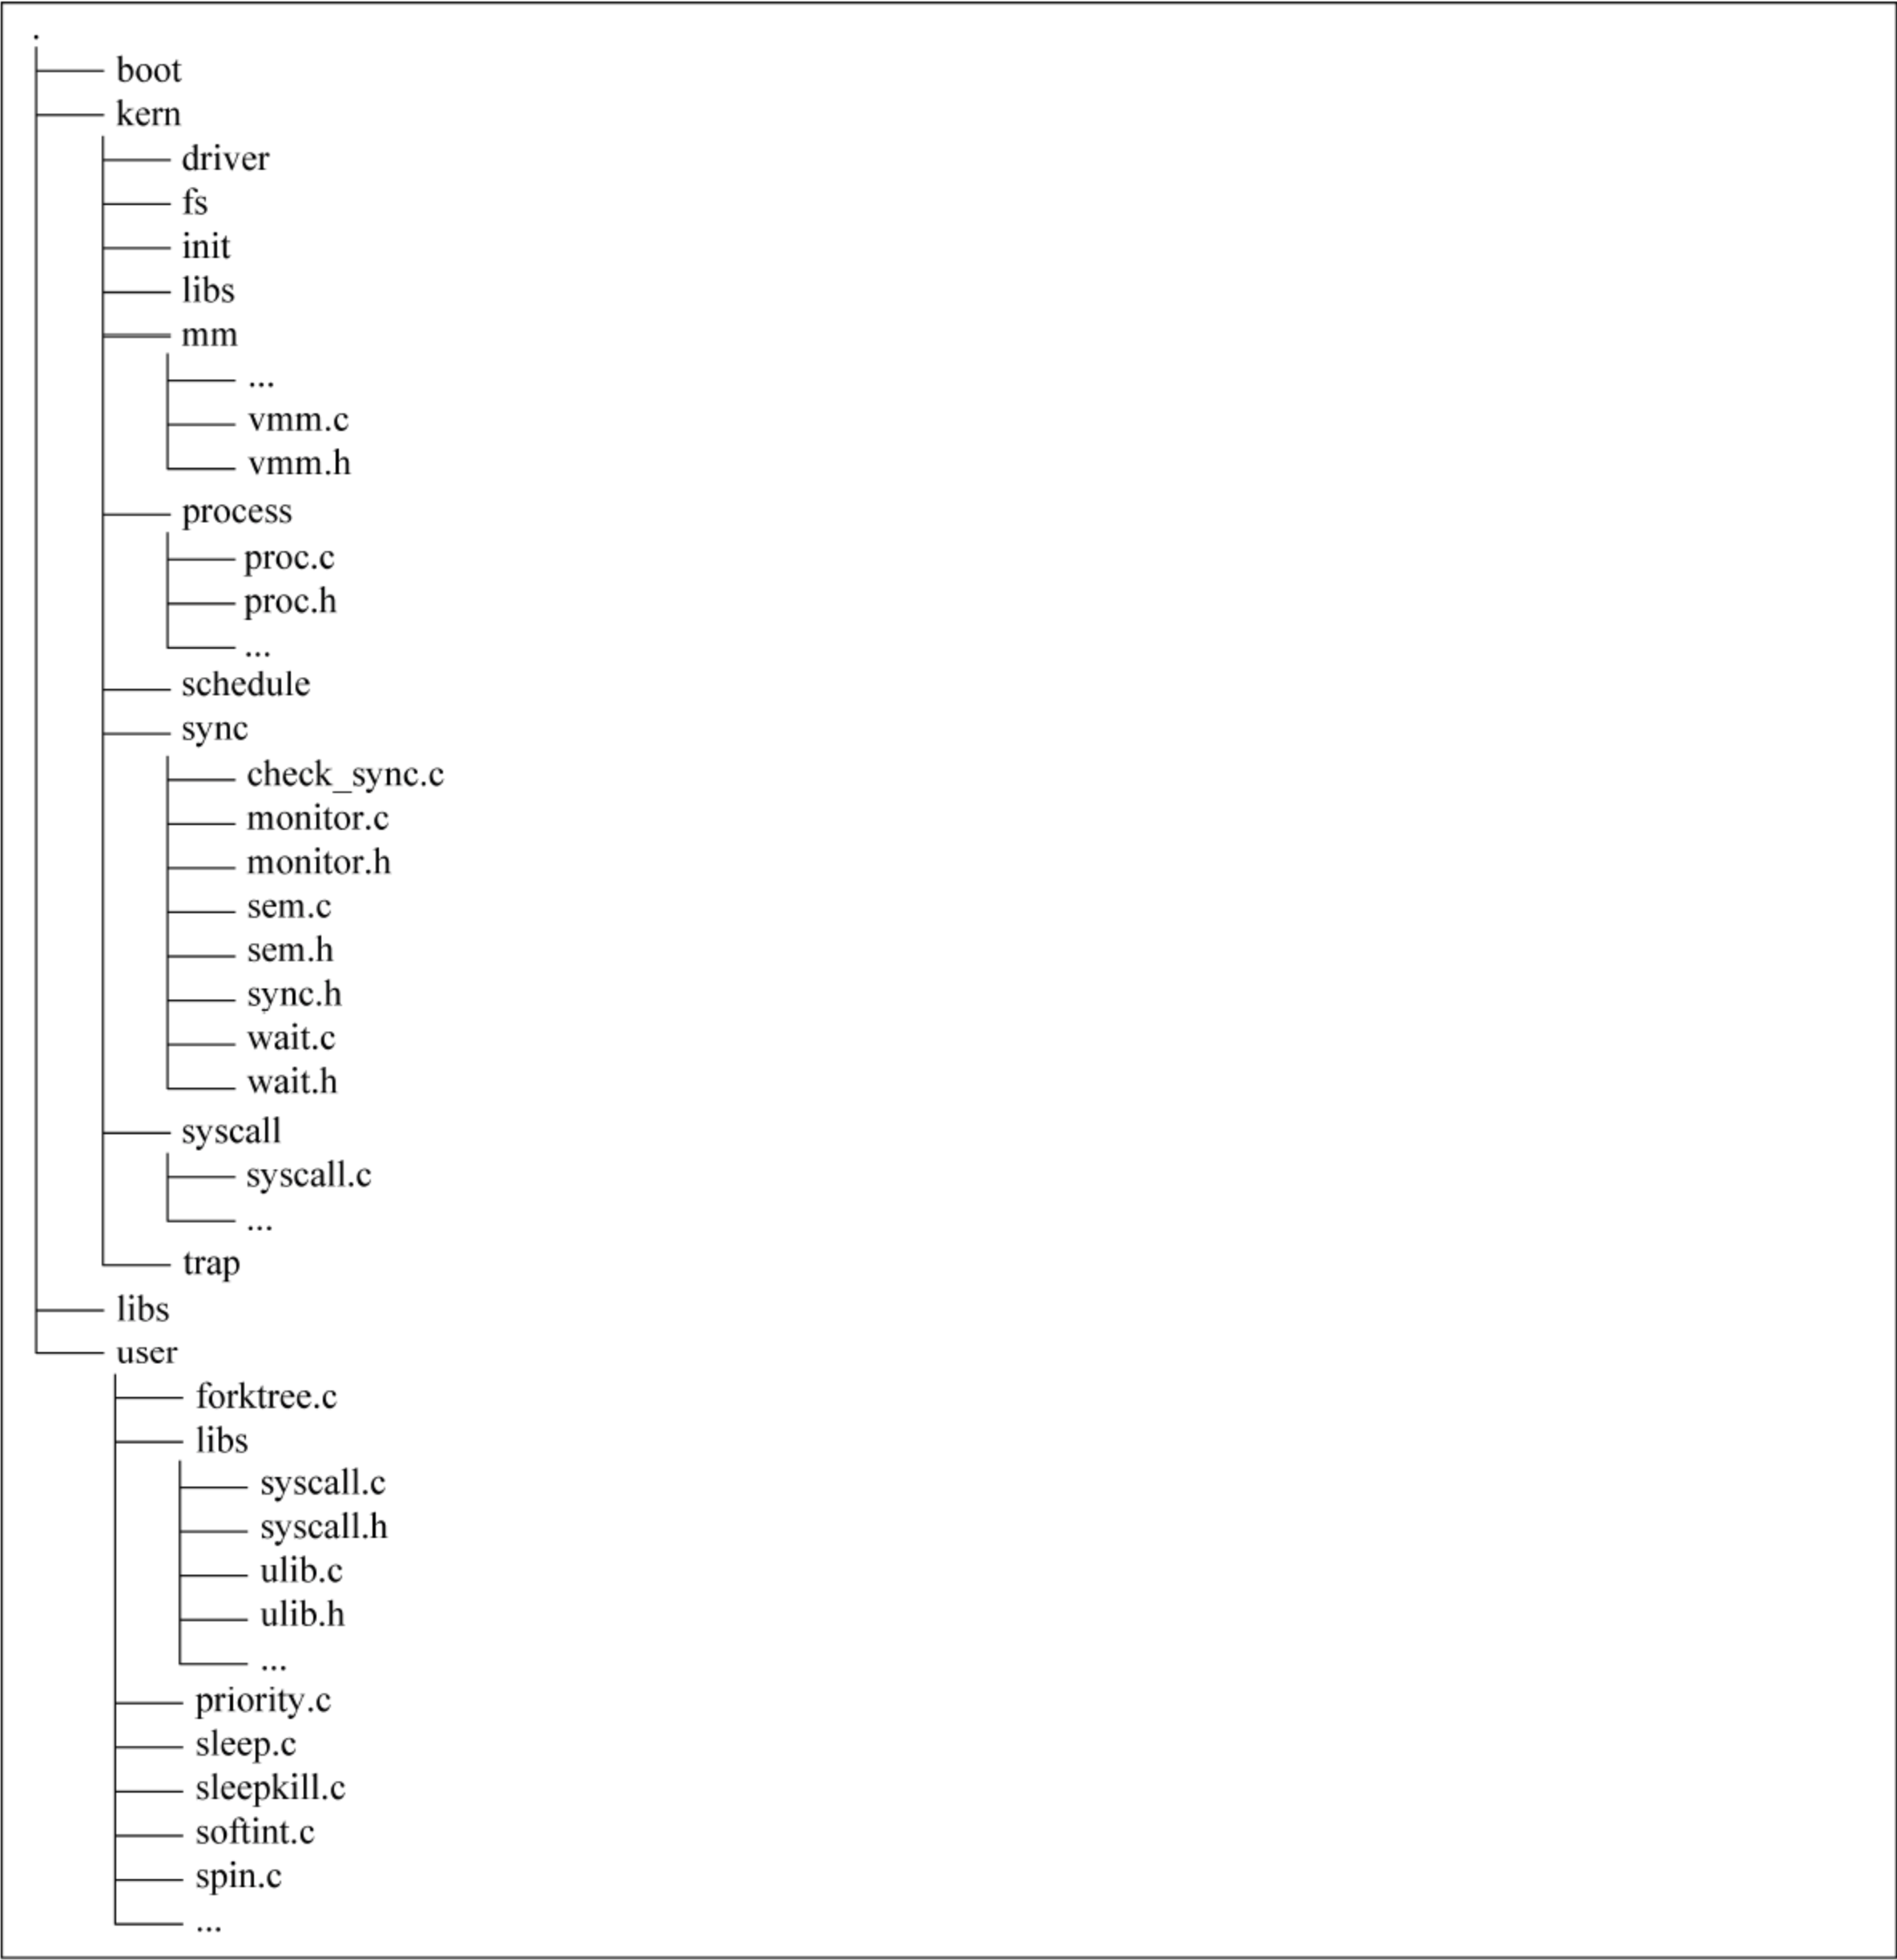 .
boot
kern
driver
fs
init
libs
mm
...
vmm.c
vmm.h
process
proc.c
proc.h
...
schedule
sync
check_sync.c
monitor.c
monitor.h
sem.c
sem.h
sync.h
wait.c
wait.h
syscall
syscall.c
...
trap
libs
user
forktree.c
libs
syscall.c
syscall.h
ulib.c
ulib.h
...
priority.c
sleep.c
sleepkill.c
softint.c
spin.c
...